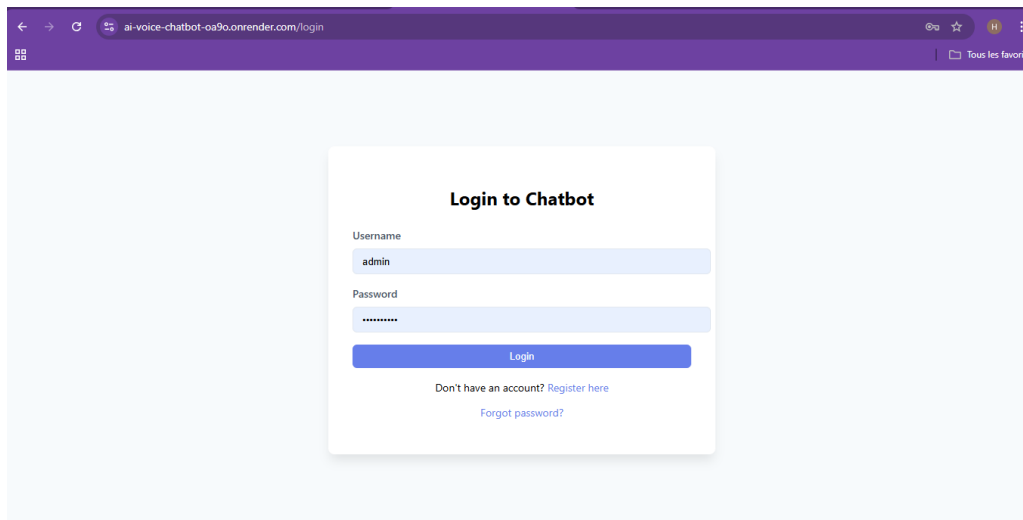 ai-voice-chatbot-oa9o.onrender.com/login
H
Tous les favori
Login to Chatbot
Username
admin
Password
••••••••••
Login
Don't have an account? Register here
Forgot password?